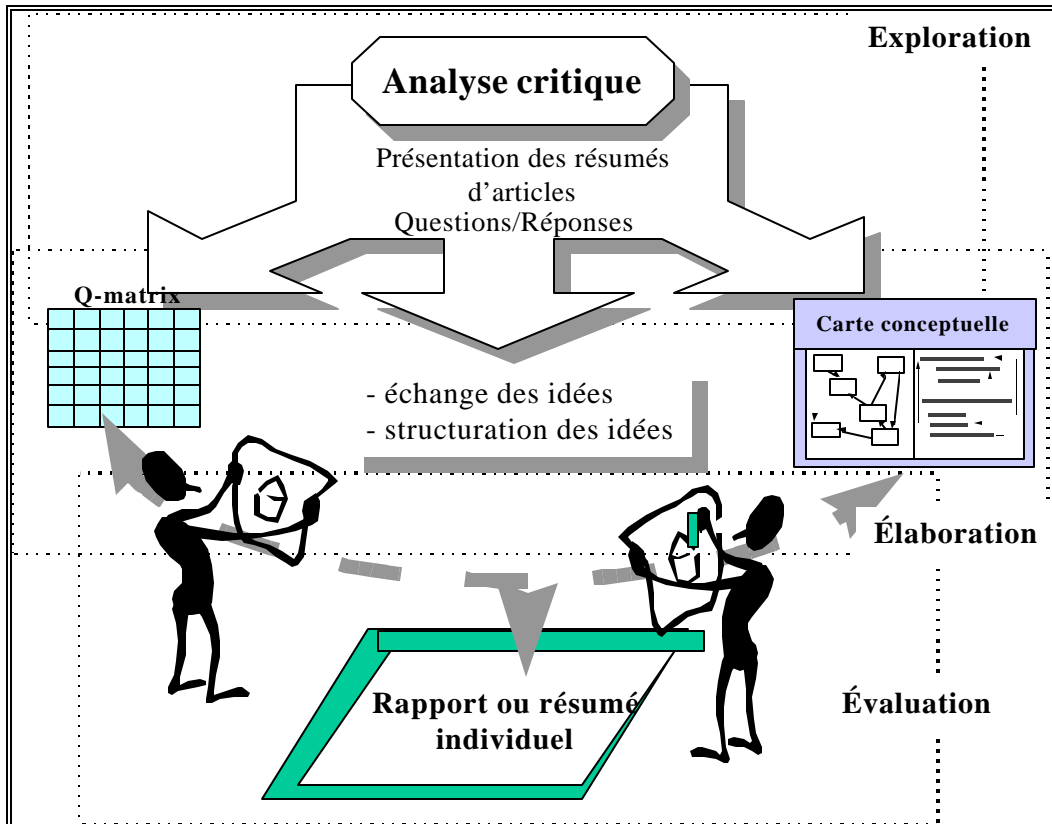 Exploration
Analyse critique
Présentation des résumés
d’articles
Questions/Réponses
Q-matrix
Carte conceptuelle
- échange des idées
- structuration des idées
Élaboration
Évaluation
Rapport ou résumé
individuel